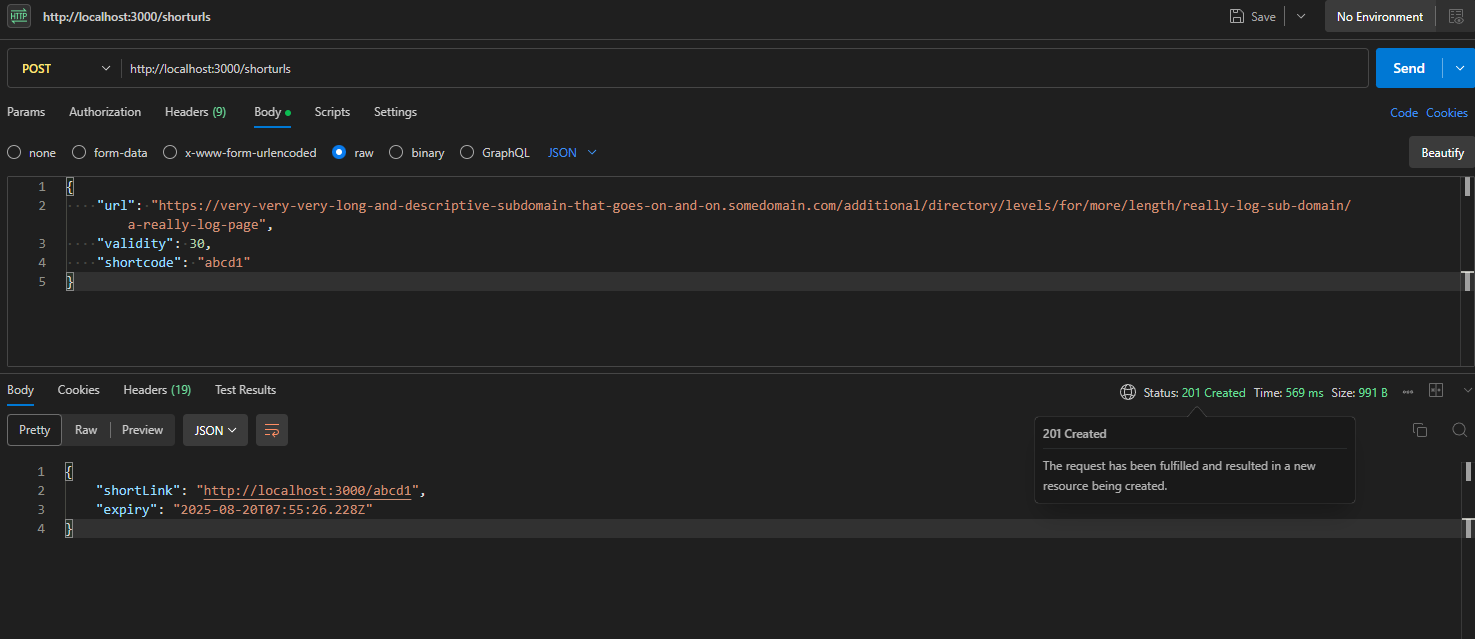 HTTP http://localhost:3000/shorturls Save No Environment
POST http://localhost:3000/shorturls Send
Params Authorization Headers (9) Body Scripts Settings Code Cookies
none form-data x-www-form-urlencoded raw binary GraphQL JSON Beautify
1 {
2 "url": "https://very-very-very-long-and-descriptive-subdomain-that-goes-on-and-on.somedomain.com/additional/directory/levels/for/more/length/really-log-sub-domain/
a-really-log-page",
3 "validity": 30,
4 "shortcode": "abcd1"
5 }
Body Cookies Headers (19) Test Results Status: 201 Created Time: 569 ms Size: 991 B
Pretty Raw Preview JSON
201 Created
The request has been fulfilled and resulted in a new
resource being created.
1 {
2 "shortLink": "http://localhost:3000/abcd1",
3 "expiry": "2025-08-20T07:55:26.228Z"
4 }